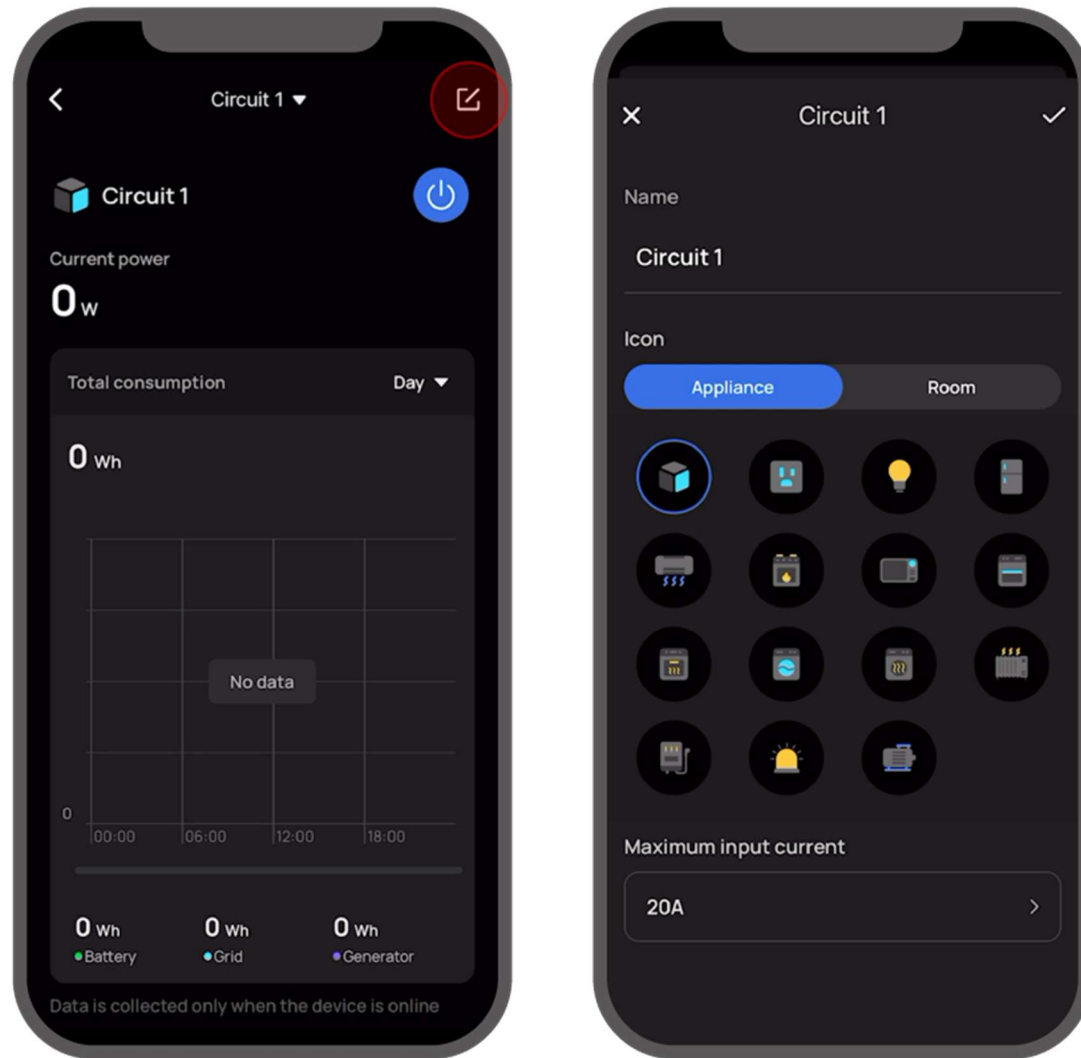 Circuit 1
Circuit 1
Current power
0 W
Total consumption Day
0 Wh
No data
0
00:00 06:00 12:00 18:00
0 Wh 0 Wh 0 Wh
Battery Grid Generator
Data is collected only when the device is online
Circuit 1
Name
Circuit 1
Icon
Appliance Room
Maximum input current
20A